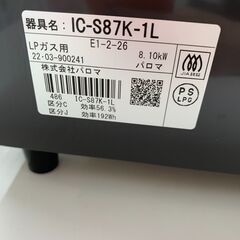 器具名: IC-S87K-1L
LPガス用 E1-2-26
22-03-900241 8.10kW
株式会社パロマ パロマ
486 IC-S87K-1L
区分C 効率56.3%
区分J 効率192Wh
JIA
PS
LPG